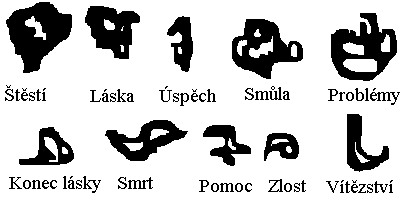 Štěstí Láska Úspěch Smůla Problémy
Konec lásky Smrt Pomoc Zlost Vítězství